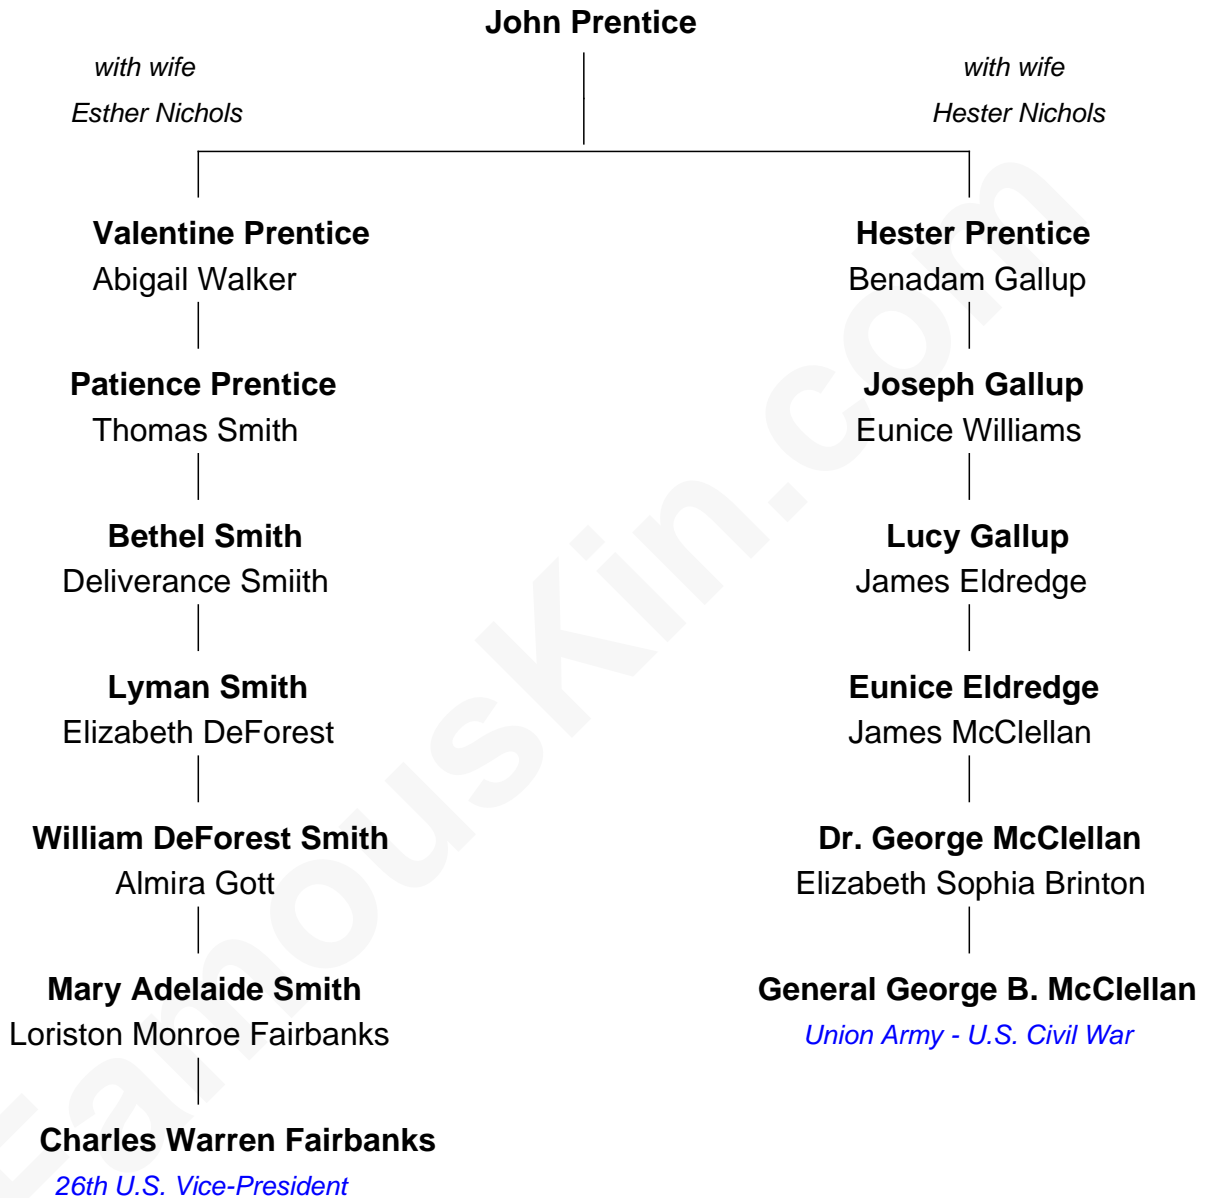 John Prentice
with wife
Esther Nichols
with wife
Hester Nichols
Valentine Prentice
Abigail Walker
Patience Prentice
Thomas Smith
Bethel Smith
Deliverance Smiith
Lyman Smith
Elizabeth DeForest
William DeForest Smith
Almira Gott
Mary Adelaide Smith
Loriston Monroe Fairbanks
Charles Warren Fairbanks
26th U.S. Vice-President
Hester Prentice
Benadam Gallup
Joseph Gallup
Eunice Williams
Lucy Gallup
James Eldredge
Eunice Eldredge
James McClellan
Dr. George McClellan
Elizabeth Sophia Brinton
General George B. McClellan
Union Army - U.S. Civil War
FamousKin.com